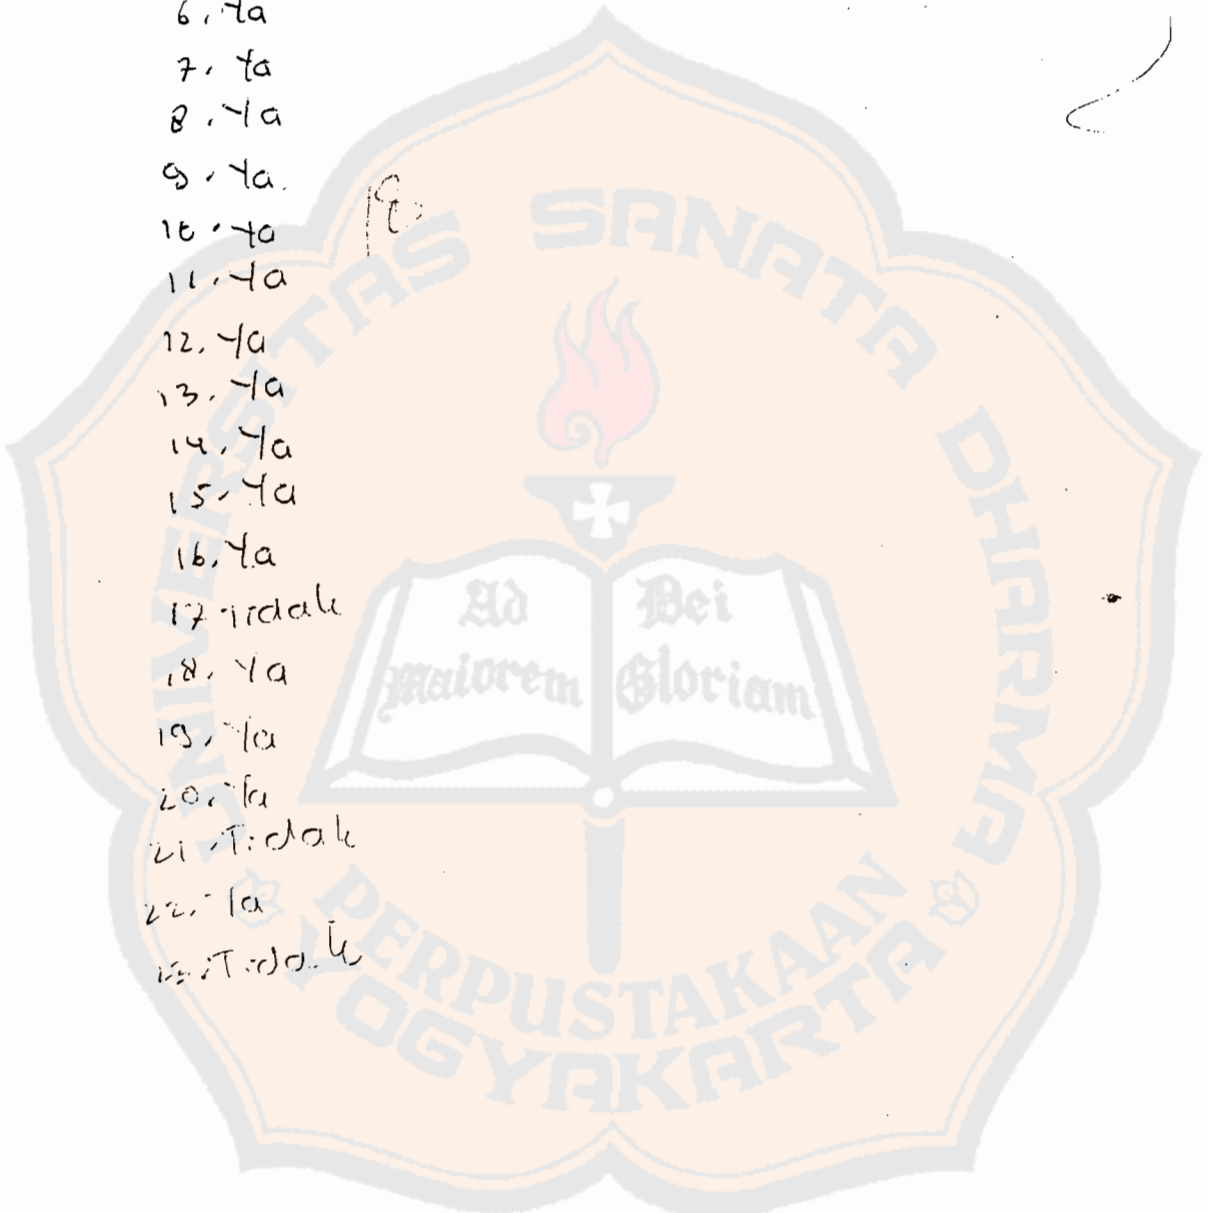 6. Ya
7. Ya
8. Ya
9. Ya.
10. Ya
11. Ya
12. Ya
13. Ya
14. Ya
15. Ya
16. Ya
17. Tidak
18. Ya
19. Ya
20. Ya
21. Tidak
22. Ya
23. Tidak
UNIVERSITAS SANATA DHARMA
Ad Dei
Maiorem Gloriam
PERPUSTAKAAN
YOGYAKARTA